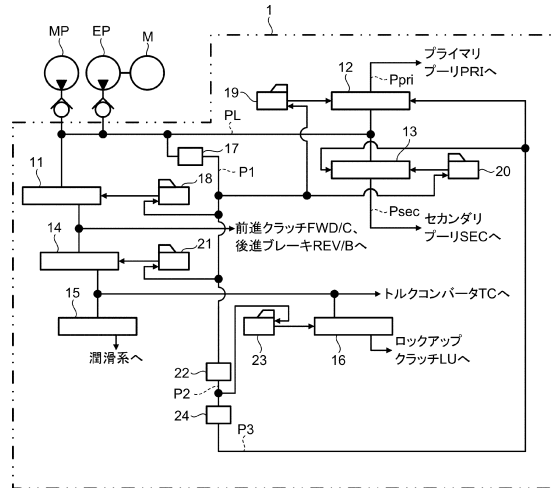 1
MP
EP
M
プライマリ
プーリPRIへ
12
Ppri
19
PL
13
17
P1
11
18
20
Psec
セカンダリ
プーリSECへ
前進クラッチFWD/C、
後進ブレーキREV/Bへ
14
21
トルクコンバータTCへ
15
潤滑系へ
23
16
ロックアップ
クラッチLUへ
22
P2
24
P3